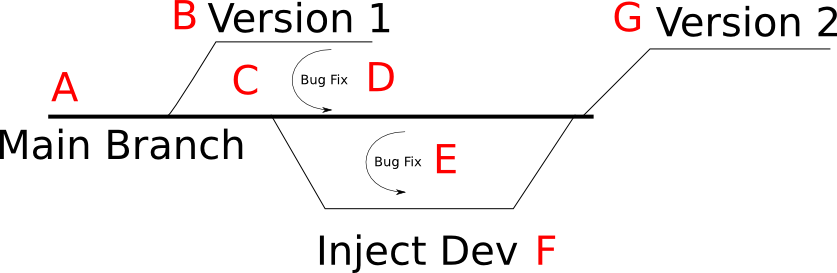 B Version 1
G Version 2
A
C
Bug Fix D
Main Branch
Bug Fix E
Inject Dev F